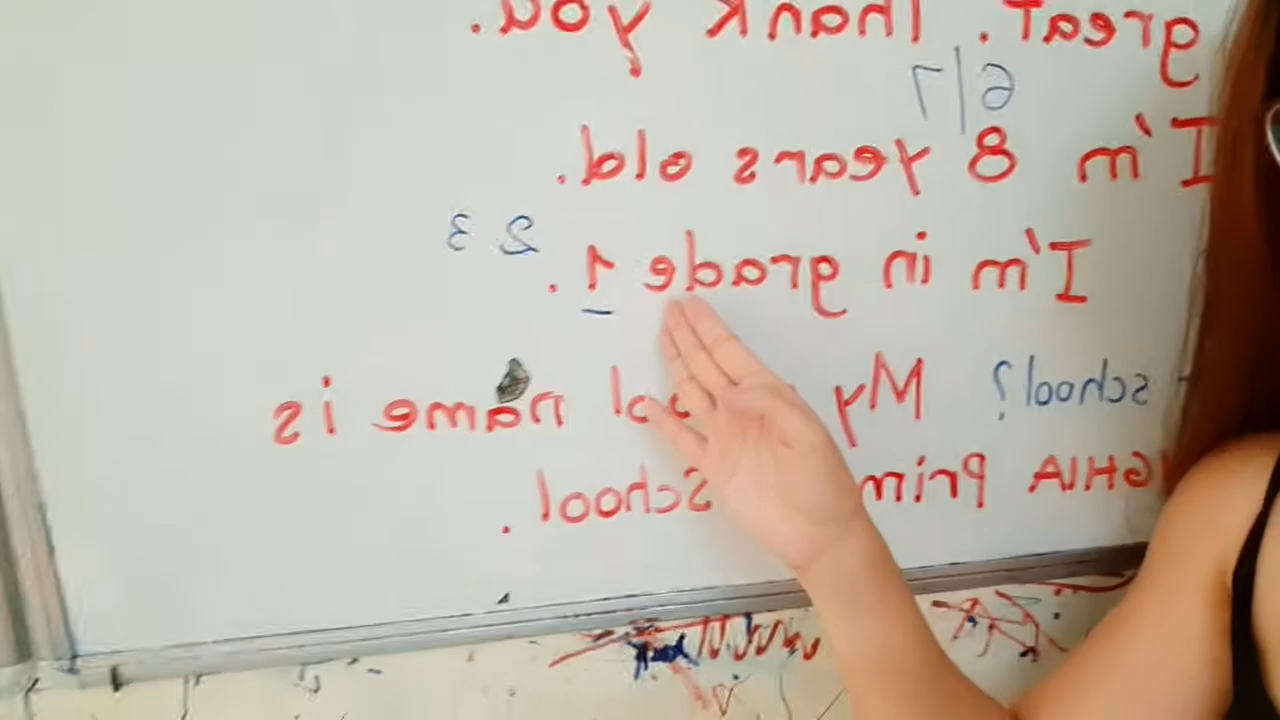 great. Thank you.
6/7
I'm 8 years old.
I'm in grade 1. 2 3
school? My name is
School.